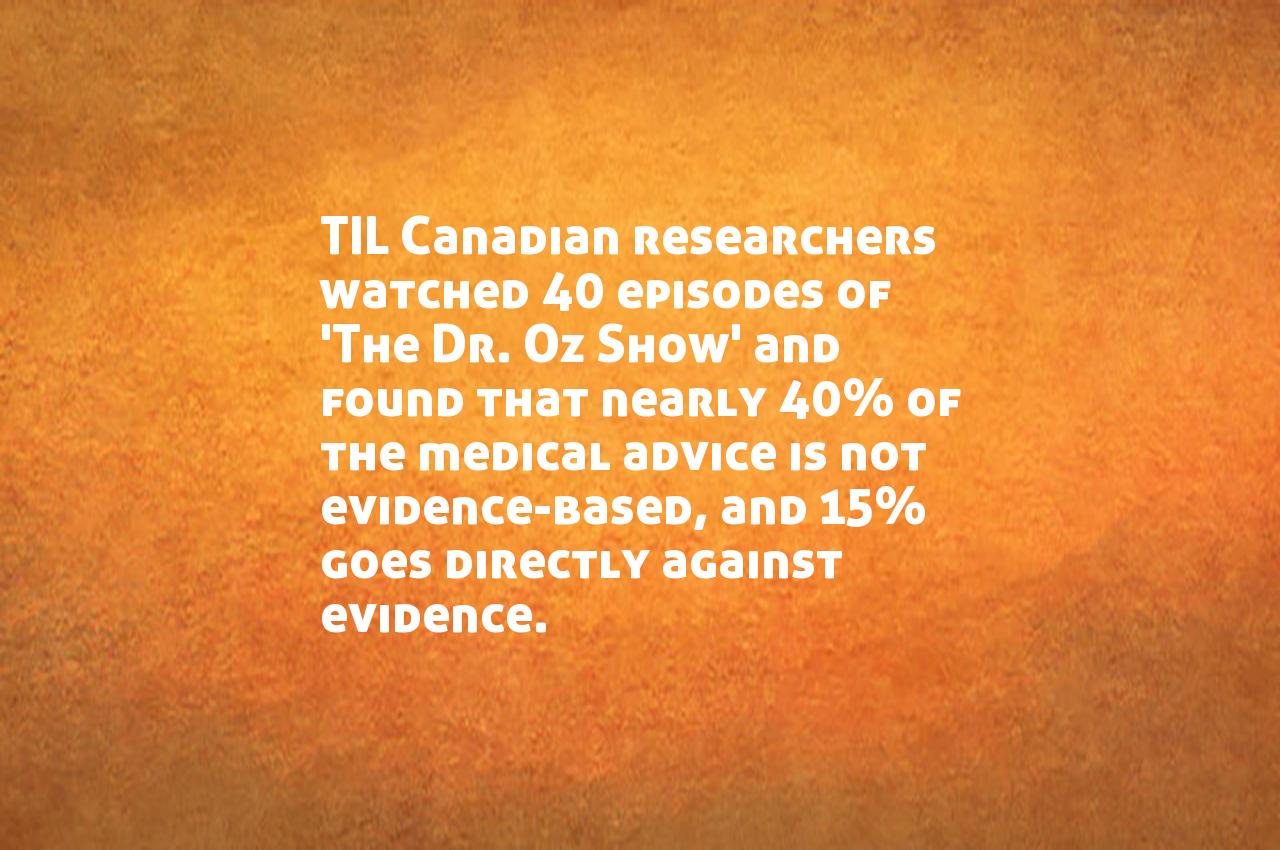 TIL Canadian researchers
watched 40 episodes of
'The Dr. Oz Show' and
found that nearly 40% of
the medical advice is not
evidence-based, and 15%
goes directly against
evidence.